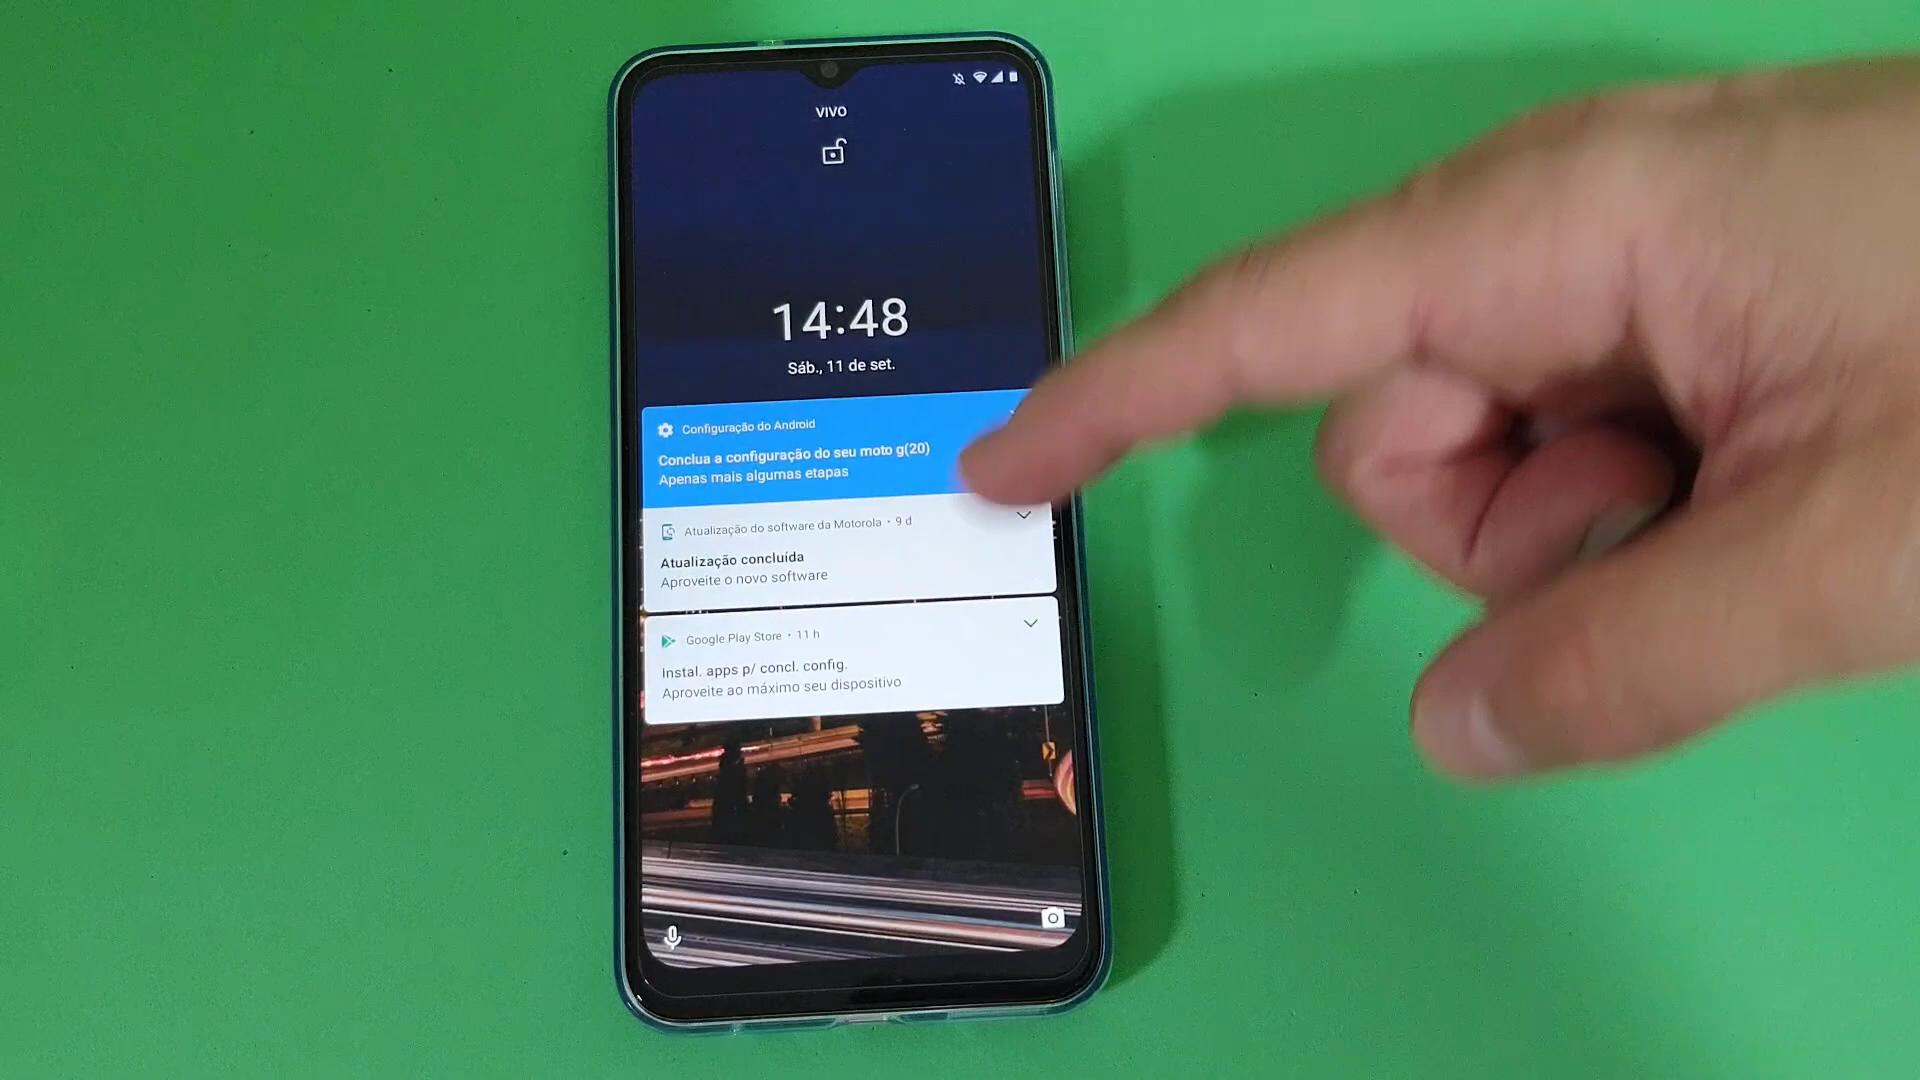 VIVO
14:48
Sáb., 11 de set.
Configuração do Android
Conclua a configuração do seu moto g(20)
Apenas mais algumas etapas
Atualização do software da Motorola • 9 d
Atualização concluída
Aproveite o novo software
Google Play Store • 11 h
Instal. apps p/ concl. config.
Aproveite ao máximo seu dispositivo